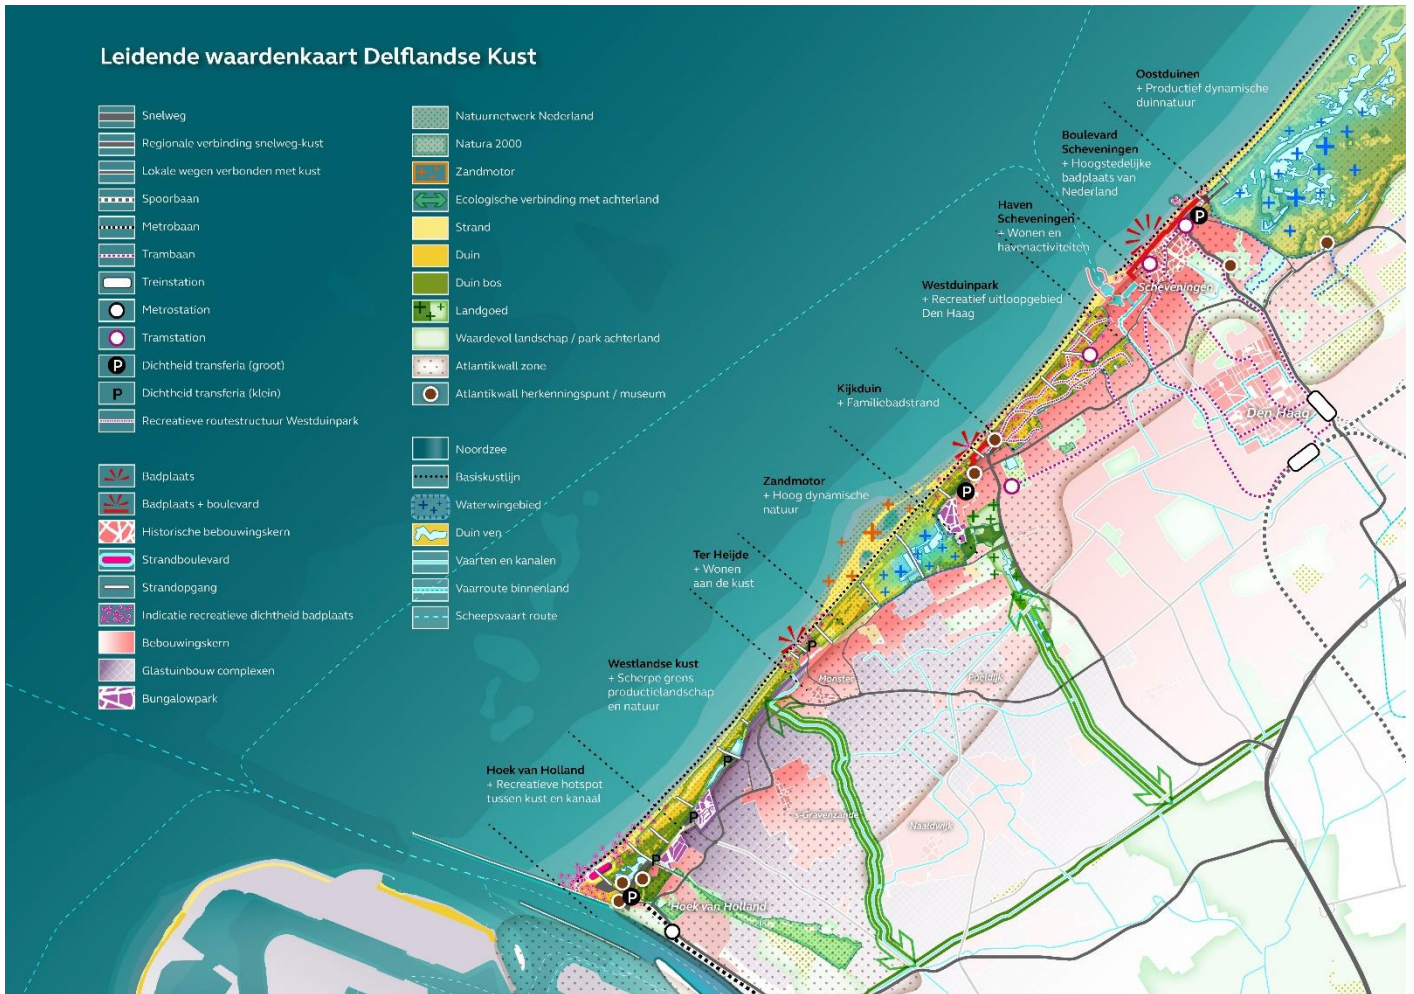 Leidende waardenkaart Delflandse Kust
Snelweg
Regionale verbinding snelweg-kust
Lokale wegen verbonden met kust
Spoorbaan
Metrobaan
Trambaan
Treinstation
Metrostation
Tramstation
P Dichtheid transferia (groot)
P Dichtheid transferia (klein)
Recreatieve routestructuur Westduinpark
Badplaats
Badplaats + boulevard
Historische bebouwingskern
Strandboulevard
Strandopgang
Indicatie recreatieve dichtheid badplaats
Bebouwingskern
Glastuinbouw complexen
Bungalowpark
Natuurnetwerk Nederland
Natura 2000
Zandmotor
Ecologische verbinding met achterland
Strand
Duin
Duin bos
Landgoed
Waardevol landschap / park achterland
Atlantikwall zone
Atlantikwall herkenningspunt / museum
Noordzee
Basiskustlijn
Waterwingebied
Duin ven
Vaarten en kanalen
Vaarroute binnenland
Scheepsvaart route
Oostduinen
+ Productief dynamische
duinnatuur
Boulevard
Scheveningen
+ Hoogstedelijke
badplaats van
Nederland
Haven
Scheveningen
+ Wonen en
havenactiviteiten
Westduinpark
+ Recreatief uitloopgebied
Den Haag
Kijkduin
+ Familiebadstrand
Zandmotor
+ Hoog dynamische
natuur
Ter Heijde
+ Wonen
aan de kust
Westlandse kust
+ Scherpe grens
productielandschap
en natuur
Hoek van Holland
+ Recreatieve hotspot
tussen kust en kanaal
P
Scheveningen
Den Haag
P
P
Monster
Poeldijk
P
P
's-Gravenzande
Naaldwijk
P
P
Hoek van Holland